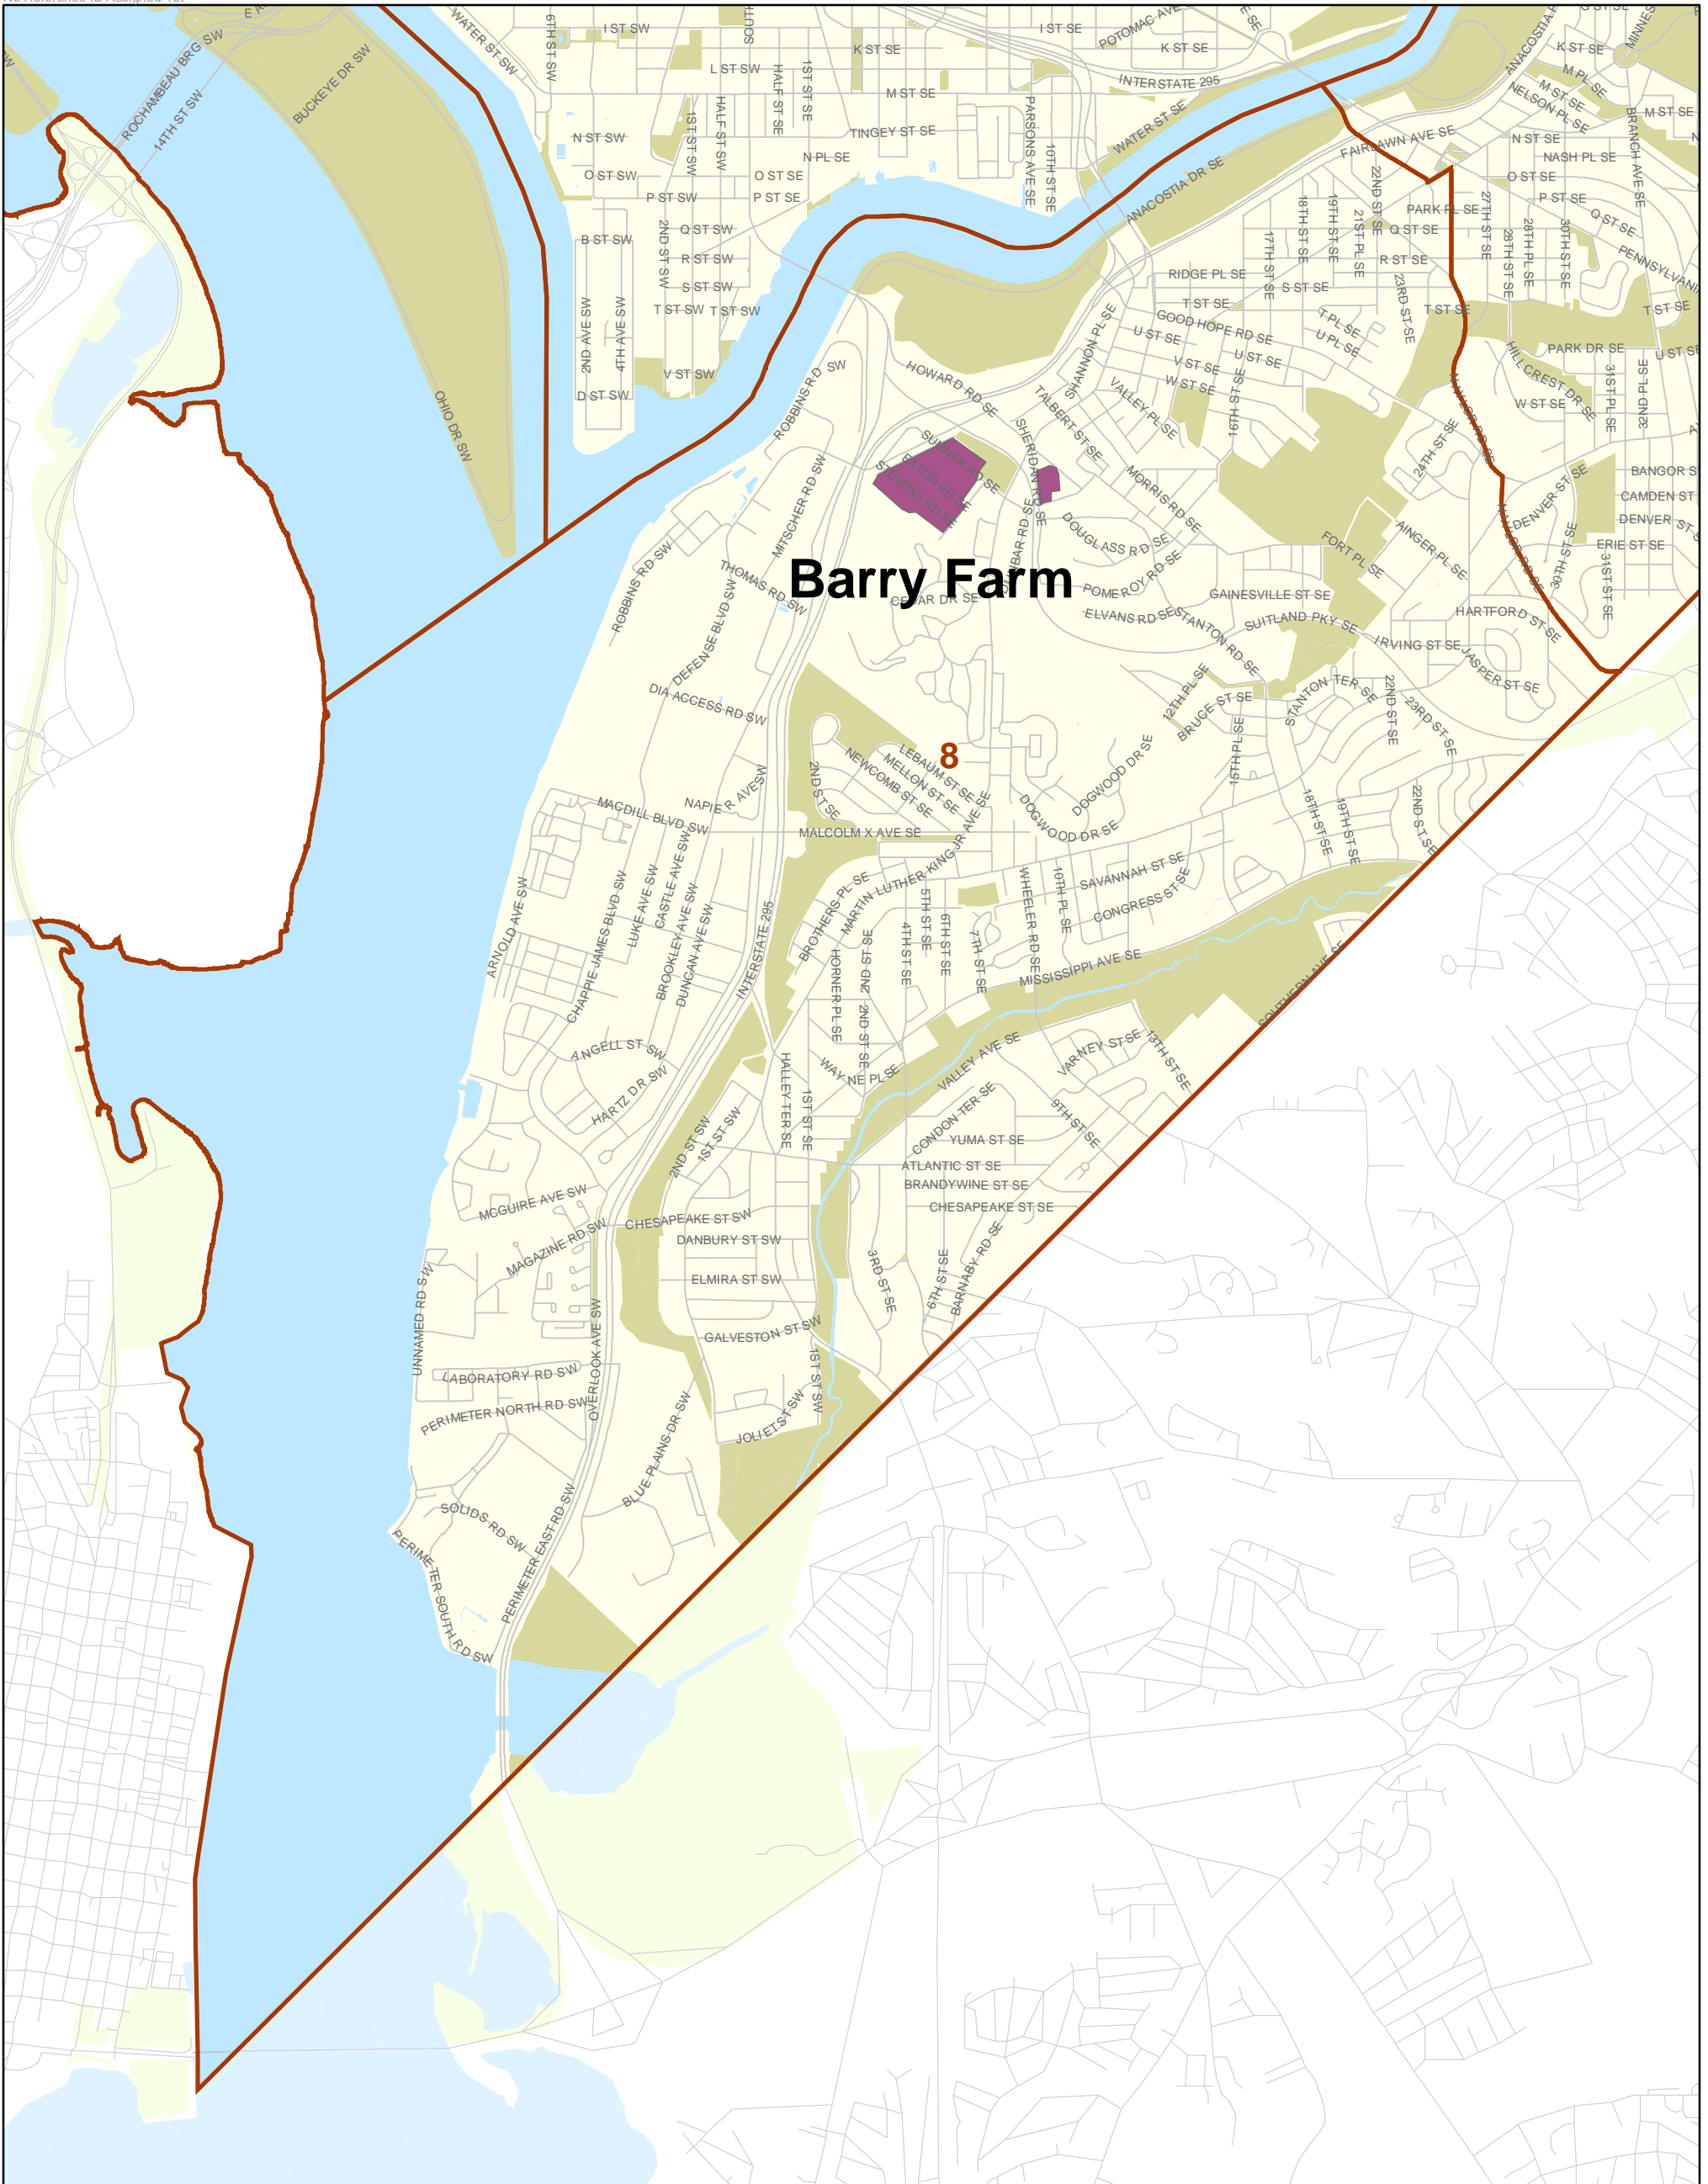 No Reference ID Assigned Yet
ROCHAMBEAU BRG SW
14TH ST SW
BUCKEYE DR SW
OHIO DR SW
WATER ST SW
6TH ST SW
I ST SW
L ST SW
HALF ST SE
1ST ST SE
K ST SE
I ST SE
POTOMAC AVE
K ST SE
INTERSTATE 295
M ST SE
N ST SW
1ST ST SW
HALF ST SW
TINGEY ST SE
N PL SE
PARSONS AVE SE
10TH ST SE
WATER ST SE
O ST SW
O ST SE
P ST SW
P ST SE
ANACOSTIA DR SE
B ST SW
2ND ST SW
Q ST SW
R ST SW
S ST SW
T ST SW
T ST SW
2ND AVE SW
4TH AVE SW
V ST SW
D ST SW
K ST SE
M PL SE
M ST SE
NELSON PL SE
M ST SE
BRANCH AVE SE
FAIRLAWN AVE SE
N ST SE
NASH PL SE
O ST SE
P ST SE
Q ST SE
22ND ST SE
18TH ST SE
19TH ST SE
21ST PL SE
PARK PL SE
Q ST SE
R ST SE
27TH ST SE
28TH ST SE
28TH PL SE
30TH ST SE
17TH ST SE
RIDGE PL SE
S ST SE
T ST SE
23RD ST SE
T ST SE
T ST SE
GOOD HOPE RD SE
T PL SE
U PL SE
U ST SE
U ST SE
V ST SE
W ST SE
SHANNON PL SE
VALLEY PL SE
16TH ST SE
PARK DR SE
U ST SE
HILLCREST DR SE
W ST SE
31ST PL SE
32ND PL SE
NAYLOR RD SE
24TH ST SE
ROBBINS RD SW
HOWARD RD SE
TALBERT ST SE
SHERIDAN RD SE
SUMNER RD SE
EATON RD SE
STEVENS RD SE
MORRIS RD SE
DENVER ST SE
BANGOR ST
CAMDEN ST
DENVER ST S
ERIE ST SE
NAYLOR RD SE
30TH ST SE
31ST ST SE
AINGER PL SE
FORT PL SE
MITSCHER RD SW
ROBBINS RD SW
THOMAS RD SW
DEFENSE BLVD SW
Barry Farm
DUNBAR RD SE
DOUGLASS RD SE
POMEROY RD SE
CEDAR DR SE
ELVANS RD SE
STANTON RD SE
GAINESVILLE ST SE
SUITLAND PKY SE
HARTFORD ST SE
IRVING ST SE
JASPER ST SE
DIA ACCESS RD SW
12TH PL SE
BRUCE ST SE
STANTON TER SE
22ND ST SE
23RD ST SE
15TH PL SE
8
LEBAUM ST SE
MELLON ST SE
NEWCOMB ST SE
2ND ST SE
DOGWOOD DR SE
DOGWOOD DR SE
NAPIER AVE SW
MACDILL BLVD SW
MALCOLM X AVE SE
MARTIN LUTHER KING JR AVE SE
18TH ST SE
19TH ST SE
22ND ST SE
SAVANNAH ST SE
CONGRESS ST SE
WHEELER RD SE
10TH PL SE
ARNOLD AVE SW
CHAPPIE JAMES BLVD SW
LUKE AVE SW
CASTLE AVE SW
BROOKLEY AVE SW
DUNCAN AVE SW
INTERSTATE 295
BROTHERS PL SE
HORNER PL SE
2ND ST SE
2ND ST SE
4TH ST SE
5TH ST SE
6TH ST SE
7TH ST SE
MISSISSIPPI AVE SE
SOUTHERN AVE SE
ANGELL ST SW
HARTZ DR SW
WAYNE PL SE
HALLEY TER SE
1ST ST SE
VALLEY AVE SE
VARNEY ST SE
13TH ST SE
9TH ST SE
CONDON TER SE
YUMA ST SE
ATLANTIC ST SE
BRANDYWINE ST SE
CHESAPEAKE ST SE
2ND ST SW
1ST ST SW
MCGUIRE AVE SW
MAGAZINE RD SW
CHESAPEAKE ST SW
DANBURY ST SW
ELMIRA ST SW
GALVESTON ST SW
3RD ST SE
6TH ST SE
BARNABY RD SE
UNNAMED RD SW
OVERLOOK AVE SW
LABORATORY RD SW
PERIMETER NORTH RD SW
1ST ST SW
JOLIET ST SW
BLUE PLAINS DR SW
SOLIDS RD SW
PERIMETER EAST RD SW
PERIMETER SOUTH RD SW